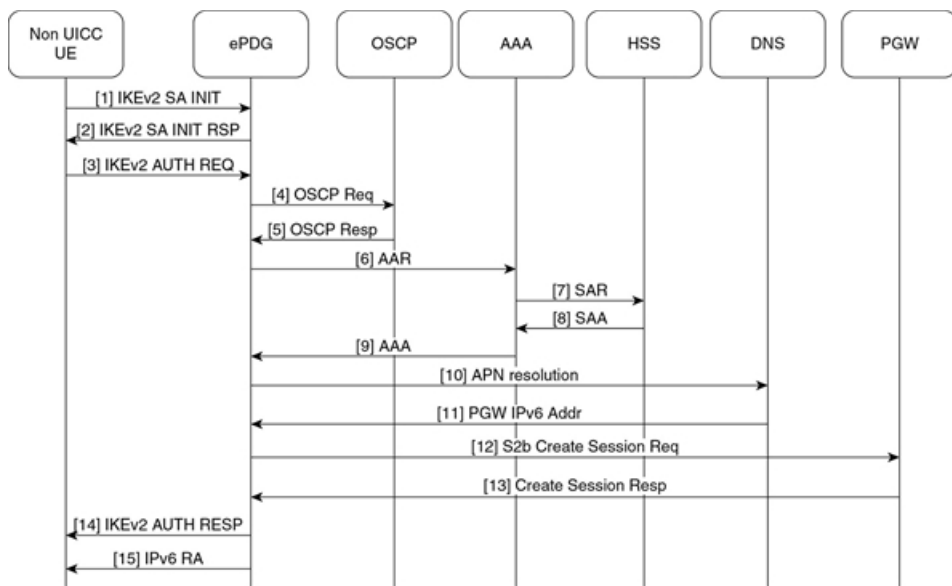 Non UICC
UE
ePDG
OSCP
AAA
HSS
DNS
PGW
[1] IKEv2 SA INIT
[2] IKEv2 SA INIT RSP
[3] IKEv2 AUTH REQ
[4] OSCP Req
[5] OSCP Resp
[6] AAR
[7] SAR
[8] SAA
[9] AAA
[10] APN resolution
[11] PGW IPv6 Addr
[12] S2b Create Session Req
[13] Create Session Resp
[14] IKEv2 AUTH RESP
[15] IPv6 RA